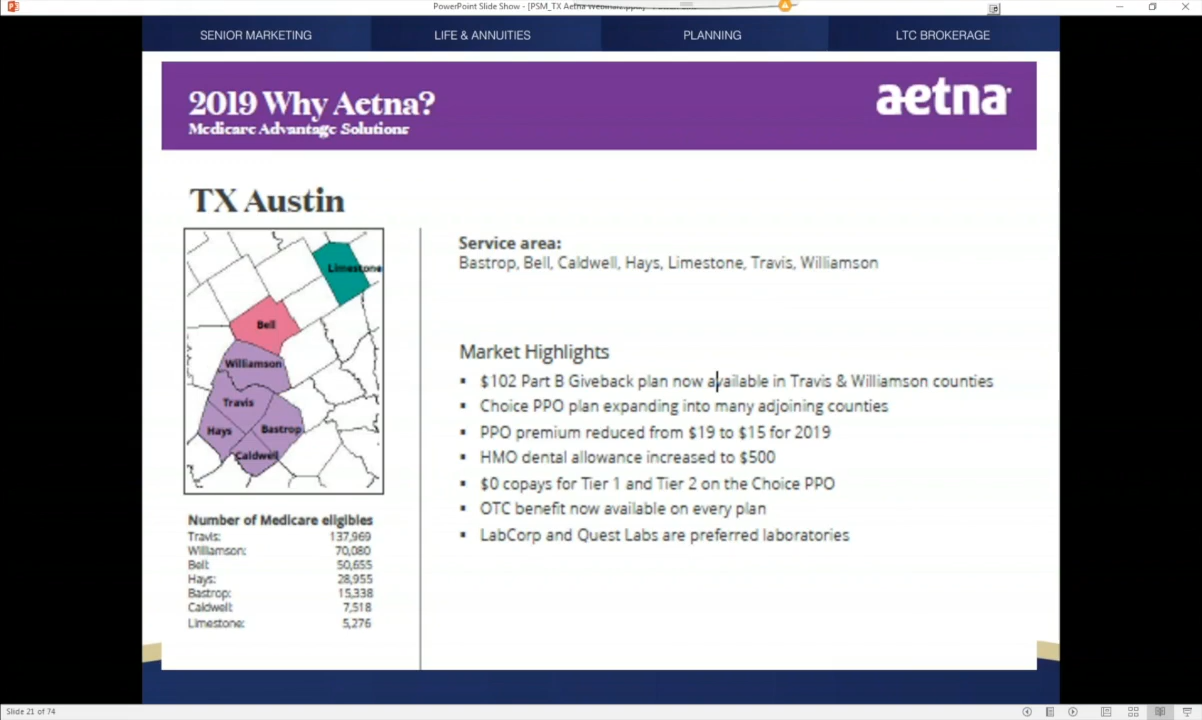 PowerPoint Slide Show - [PSM_TX Aetna
SENIOR MARKETING
LIFE & ANNUITIES
PLANNING
LTC BROKERAGE
2019 Why Aetna?
Medicare Advantage Solutions
aetna
TX Austin
Limestone
Bell
Williamson
Travis
Hays
Bastrop
Caldwell
Number of Medicare eligibles
Travis: 137,969
Williamson: 70,080
Bell: 50,655
Hays: 28,955
Bastrop: 15,338
Caldwell: 7,518
Limestone: 5,276
Service area:
Bastrop, Bell, Caldwell, Hays, Limestone, Travis, Williamson
Market Highlights
▪ $102 Part B Giveback plan now available in Travis & Williamson counties
▪ Choice PPO plan expanding into many adjoining counties
▪ PPO premium reduced from $19 to $15 for 2019
▪ HMO dental allowance increased to $500
▪ $0 copays for Tier 1 and Tier 2 on the Choice PPO
▪ OTC benefit now available on every plan
▪ LabCorp and Quest Labs are preferred laboratories
Slide 21 of 74